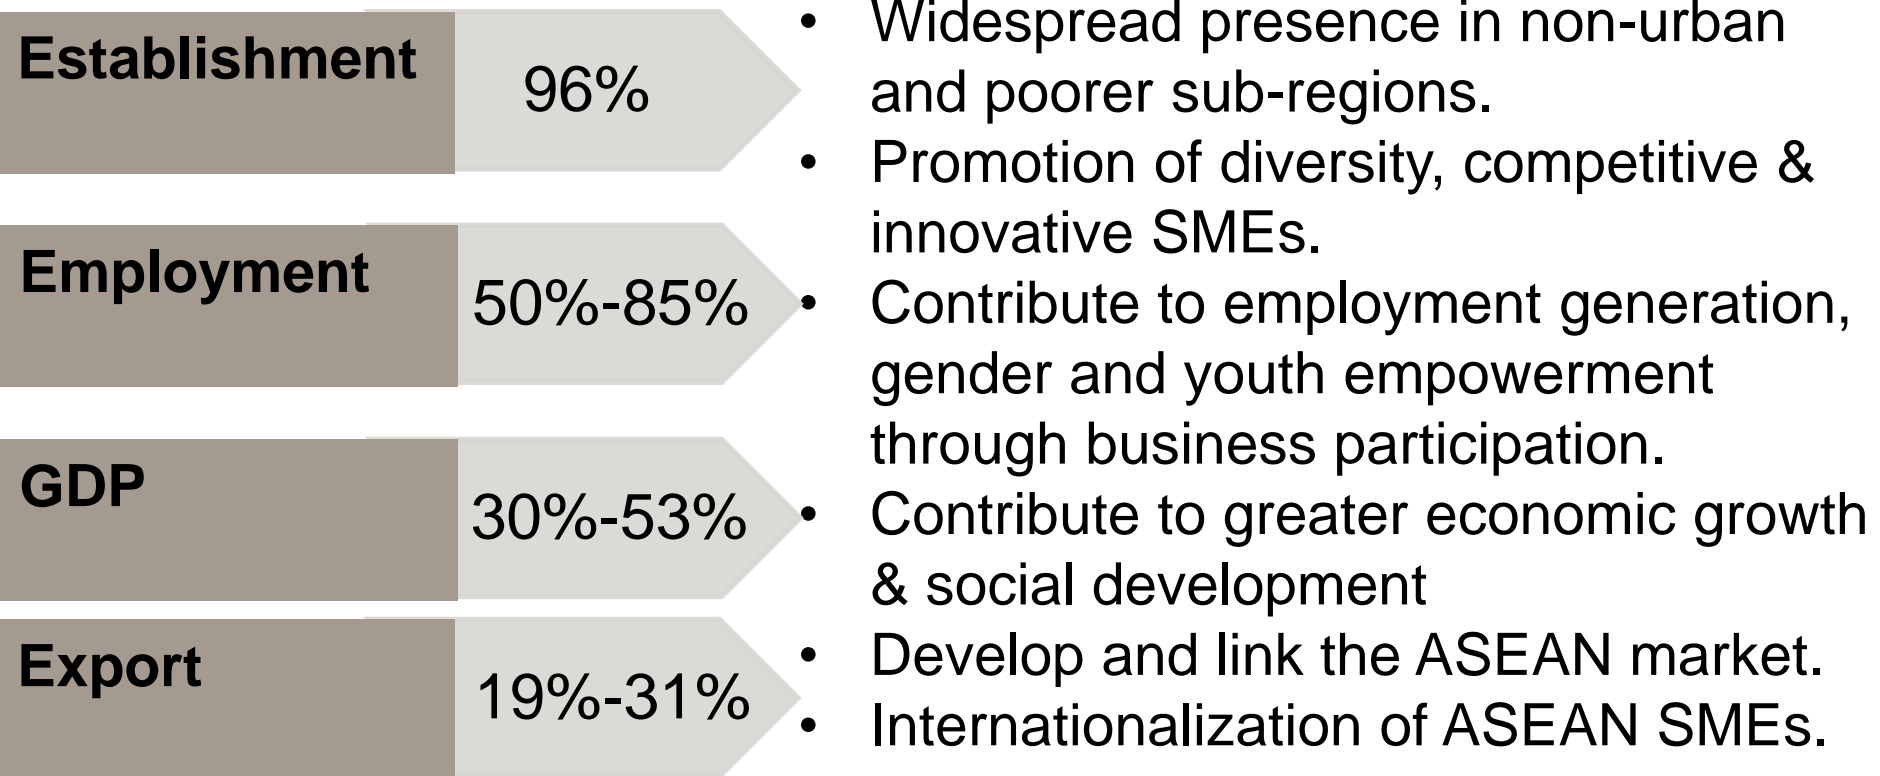 Establishment
96%
Employment
50%-85%
GDP
30%-53%
Export
19%-31%
• Widespread presence in non-urban
and poorer sub-regions.
• Promotion of diversity, competitive &
innovative SMEs.
• Contribute to employment generation,
gender and youth empowerment
through business participation.
• Contribute to greater economic growth
& social development
• Develop and link the ASEAN market.
• Internationalization of ASEAN SMEs.